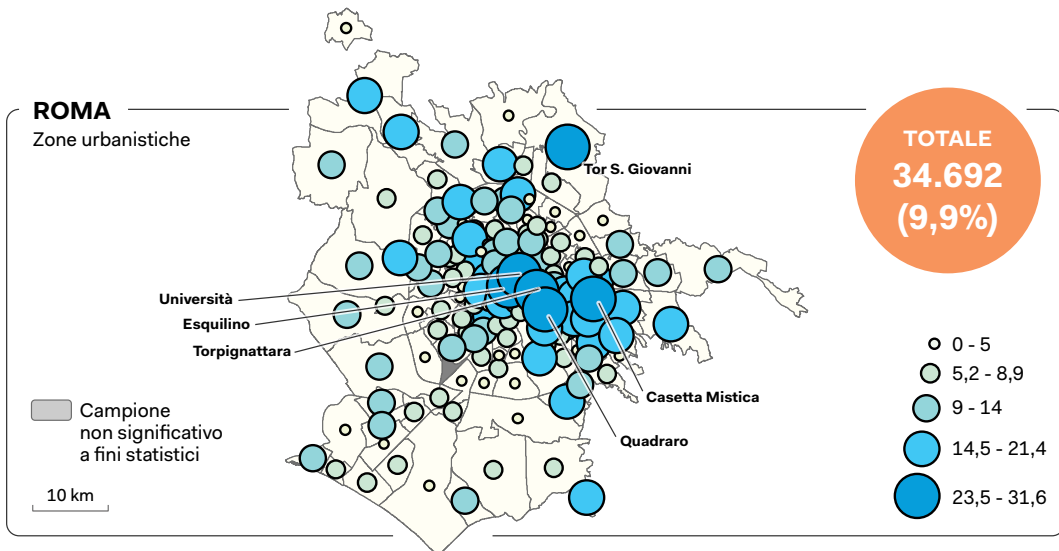 ROMA
Zone urbanistiche
TOTALE
34.692
(9,9%)
Tor S. Giovanni
Università
Esquilino
Torpignattara
Casetta Mistica
Quadraro
Campione
non significativo
a fini statistici
10 km
0 - 5
5,2 - 8,9
9 - 14
14,5 - 21,4
23,5 - 31,6